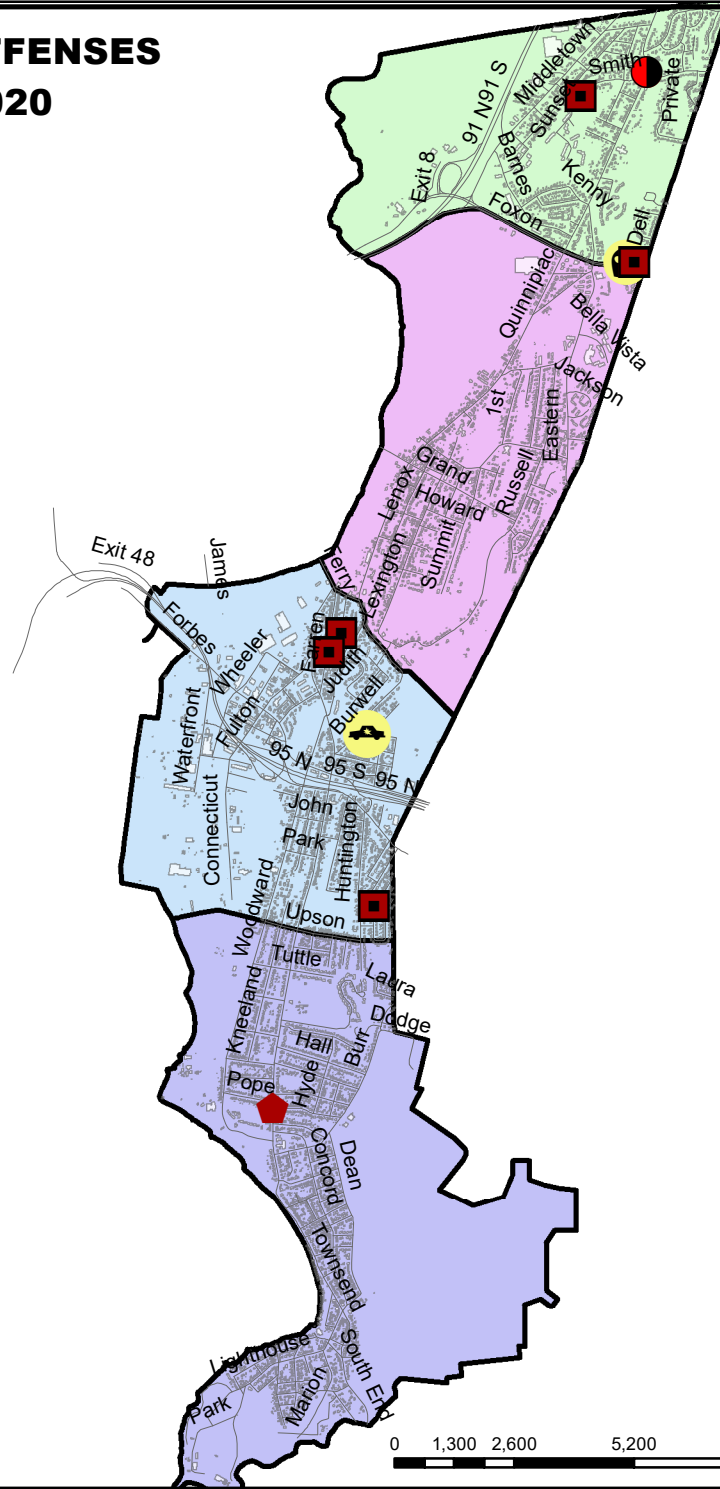 FFENSES
020
Middletown
Smith
Private
Sunset
91 N
91 S
Exit 8
Barnes
Kenny
Foxon
Dell
Quinnipiac
Bella Vista
Jackson
1st
Eastern
Grand
Lenox
Howard
Russell
Summit
Lexington
Ferry
Exit 48
James
Forbes
Farren
Wheeler
Judith
Fulton
Burwell
Waterfront
95 N
95 S
95 N
Connecticut
John
Park
Huntington
Woodward
Upson
Tuttle
Laura
Kneeland
Dodge
Hall
Burr
Pope
Hyde
Concord
Dean
Townsend
Lighthouse
South End
Marion
Park
0 1,300 2,600 5,200